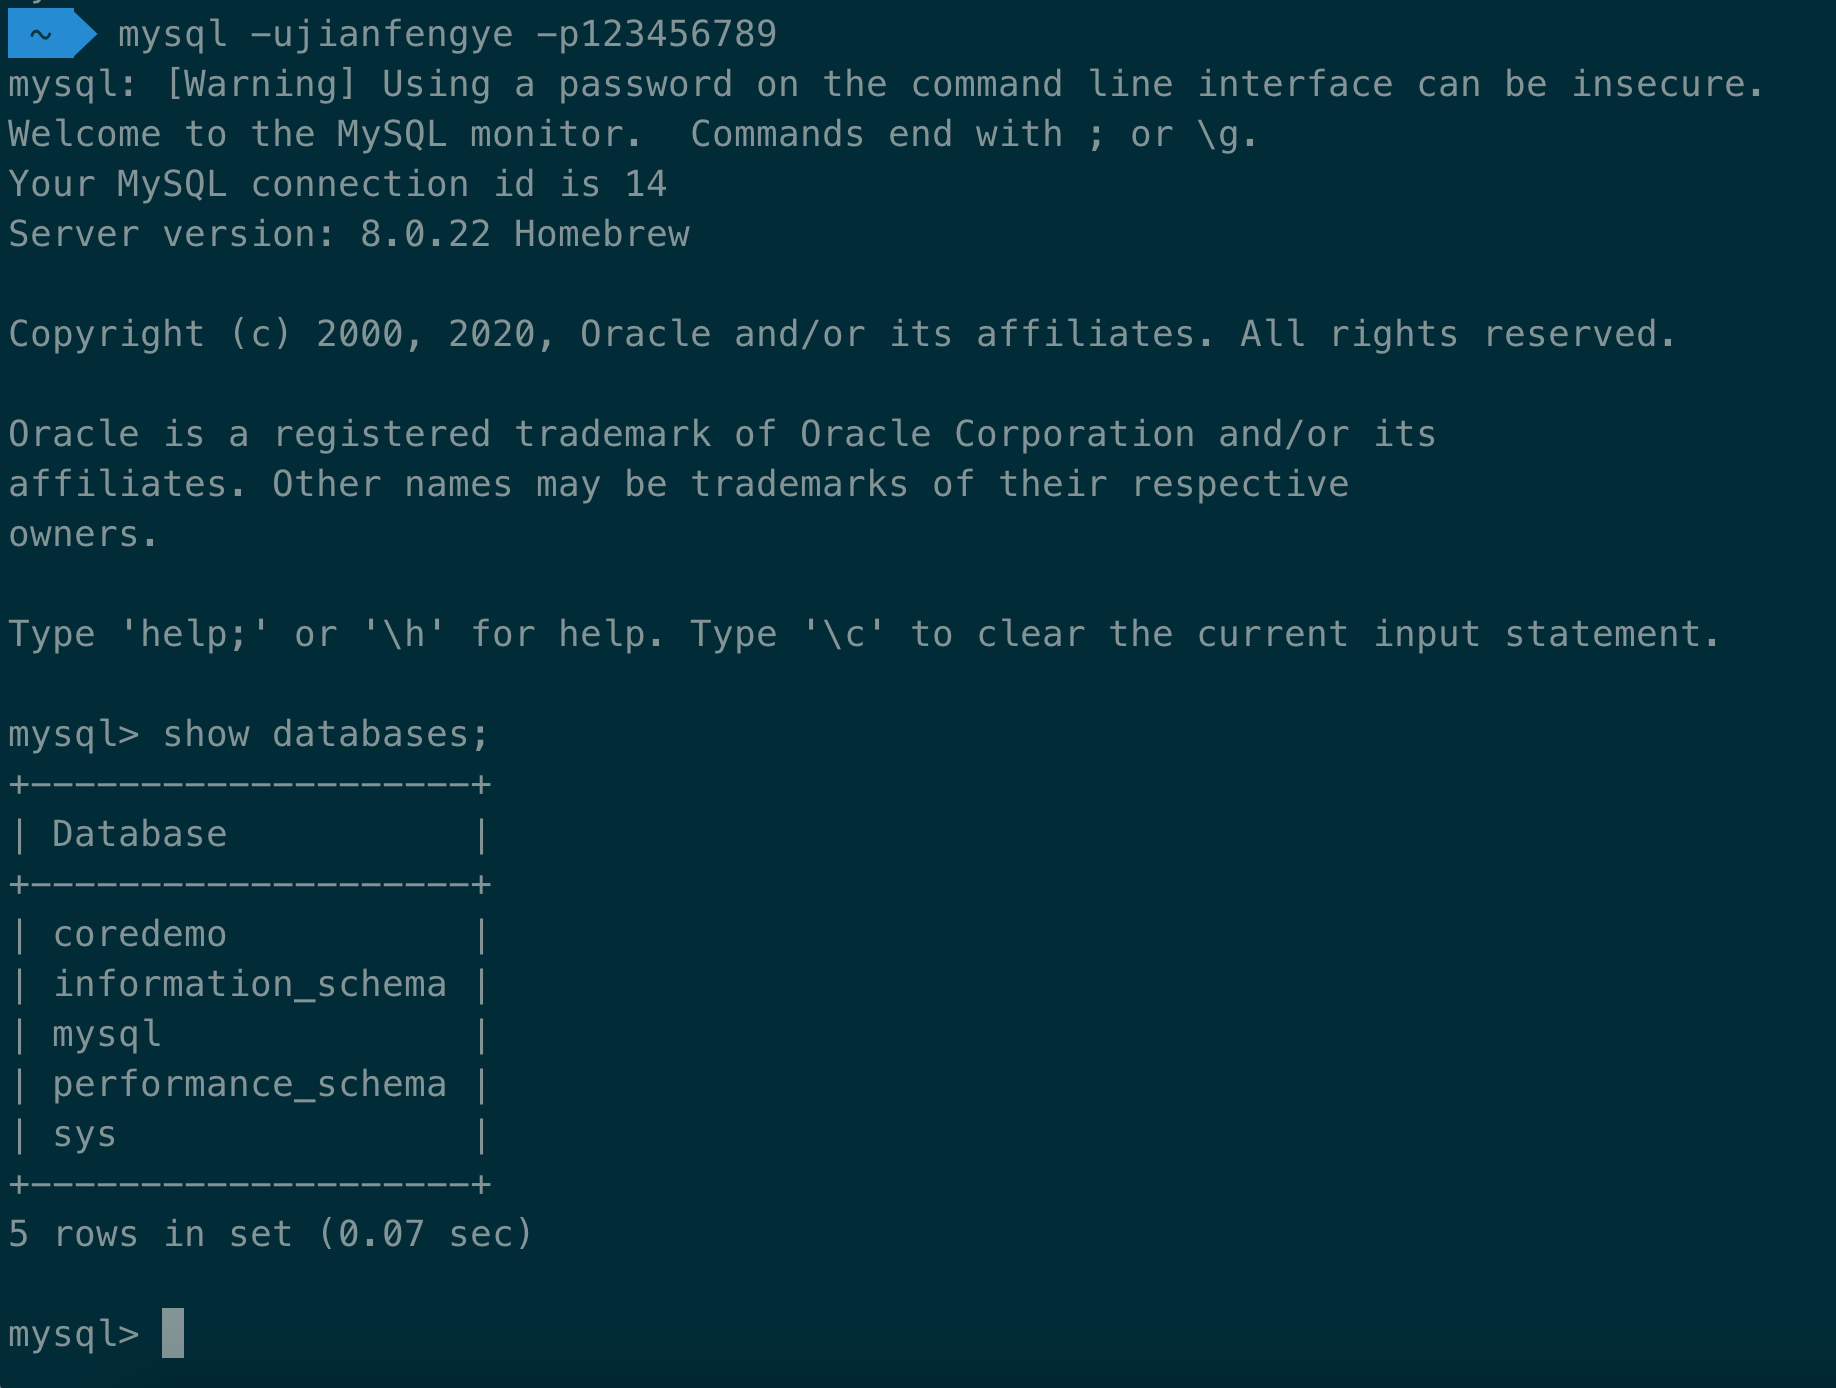 ~ mysql -ujianfengye -p123456789
mysql: [Warning] Using a password on the command line interface can be insecure.
Welcome to the MySQL monitor.  Commands end with ; or \g.
Your MySQL connection id is 14
Server version: 8.0.22 Homebrew

Copyright (c) 2000, 2020, Oracle and/or its affiliates. All rights reserved.

Oracle is a registered trademark of Oracle Corporation and/or its
affiliates. Other names may be trademarks of their respective
owners.

Type 'help;' or '\h' for help. Type '\c' to clear the current input statement.

mysql> show databases;
+--------------------+
| Database           |
+--------------------+
| coredemo           |
| information_schema |
| mysql              |
| performance_schema |
| sys                |
+--------------------+
5 rows in set (0.07 sec)

mysql>